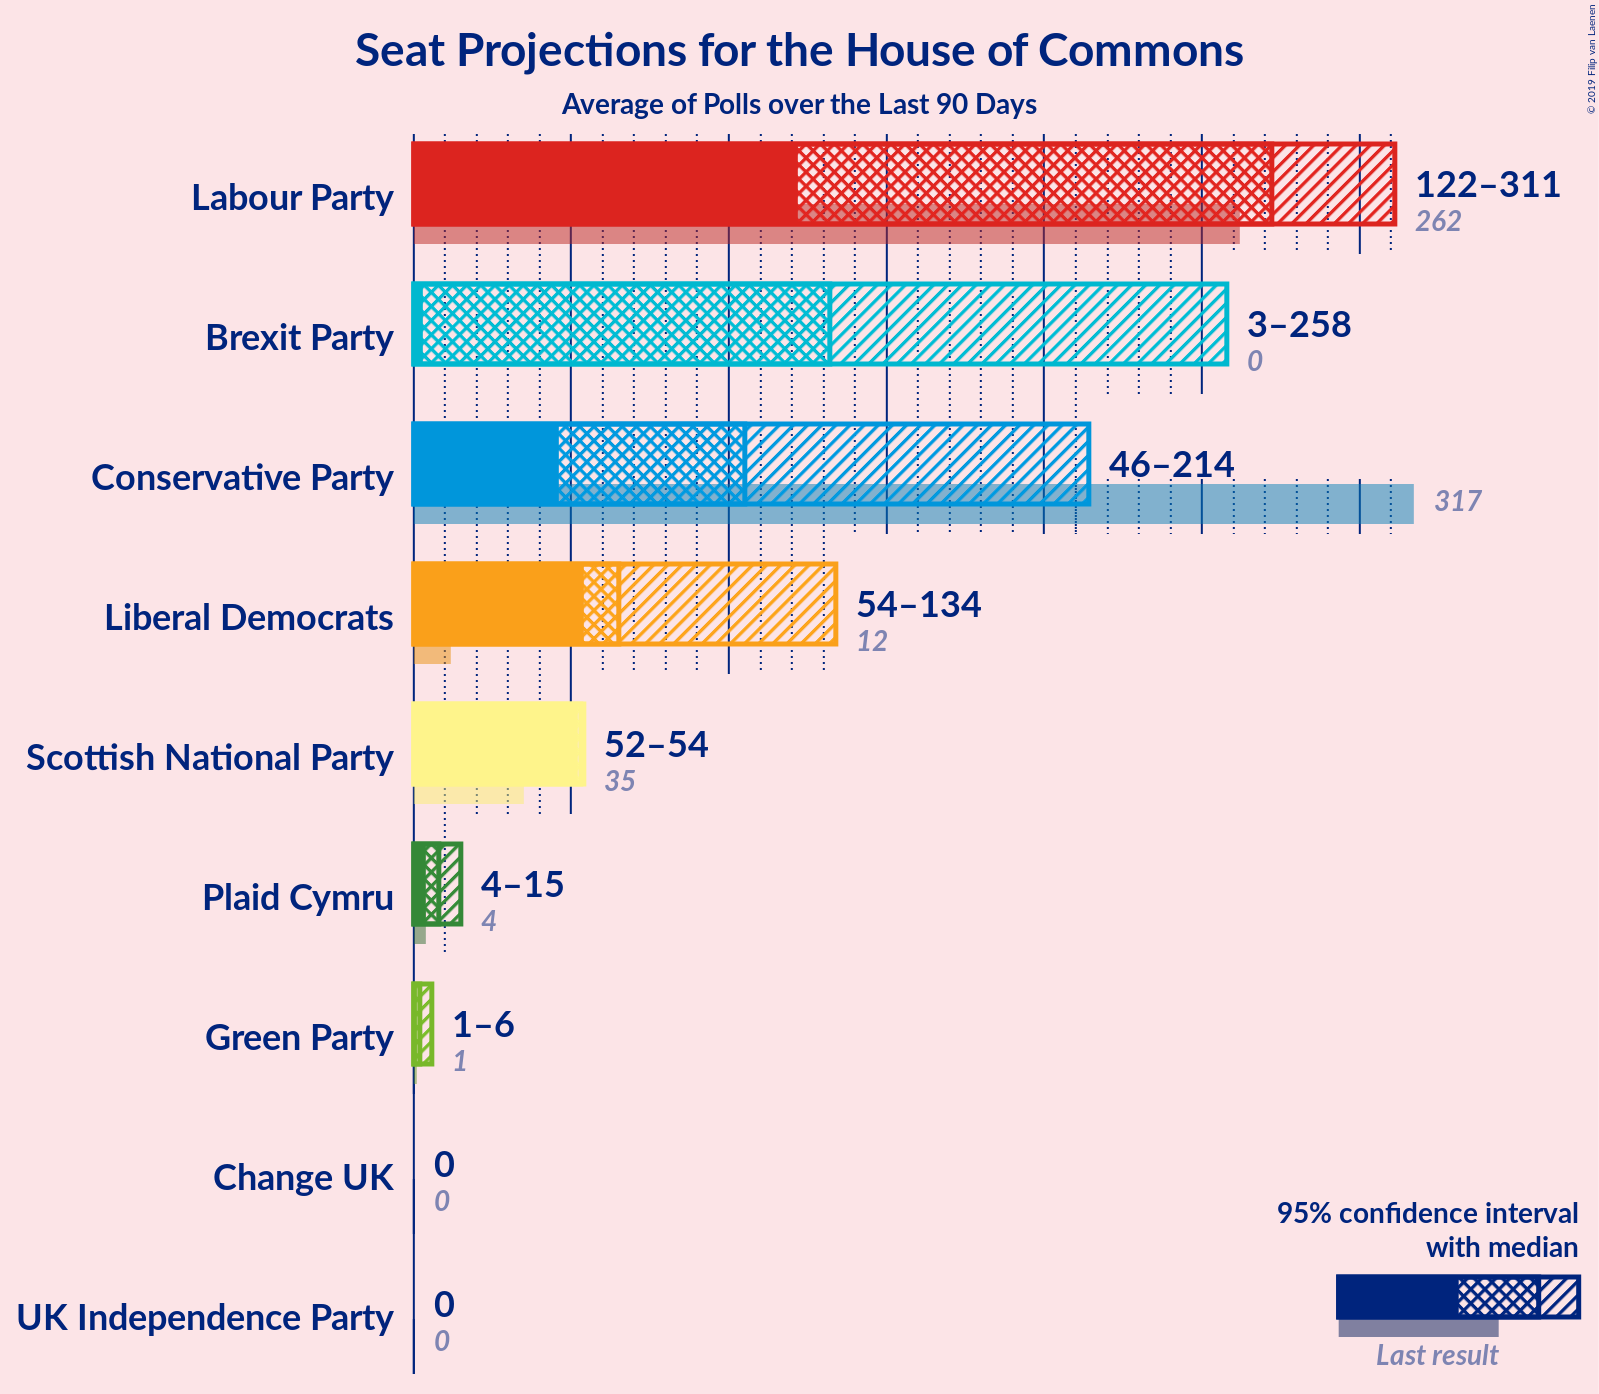 Seat Projections for the House of Commons
Average of Polls over the Last 90 Days
© 2019 Filip van Laenen
Labour Party
122–311
262
Brexit Party
3–258
0
Conservative Party
46–214
317
Liberal Democrats
54–134
12
Scottish National Party
52–54
35
Plaid Cymru
4–15
4
Green Party
1–6
1
Change UK
0
0
UK Independence Party
0
0
95% confidence interval
with median
Last result